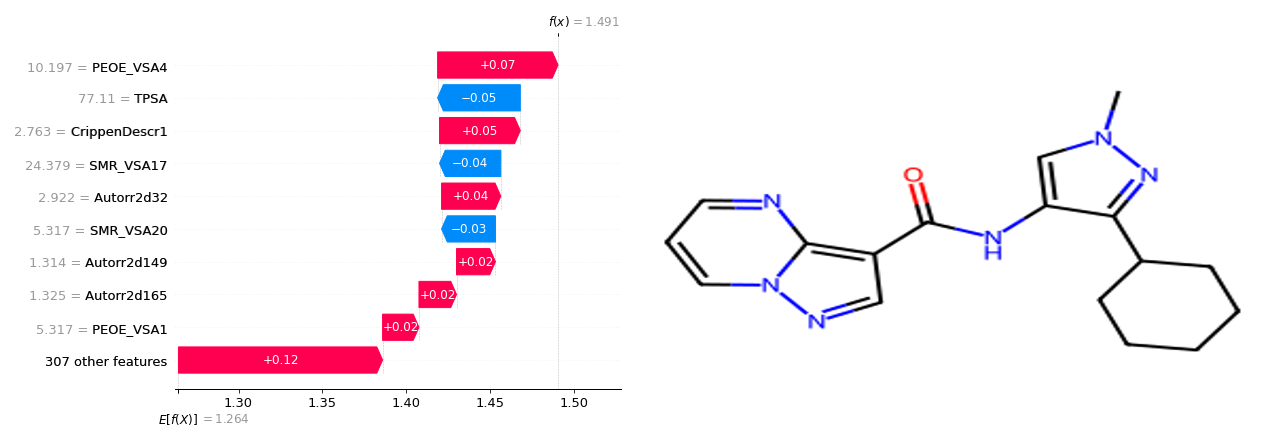 f(x) = 1.491
10.197 = PEOE_VSA4
+0.07
77.11 = TPSA
−0.05
2.763 = CrippenDescr1
+0.05
24.379 = SMR_VSA17
−0.04
2.922 = Autorr2d32
+0.04
5.317 = SMR_VSA20
−0.03
1.314 = Autorr2d149
+0.02
1.325 = Autorr2d165
+0.02
5.317 = PEOE_VSA1
+0.02
307 other features
+0.12
1.30 1.35 1.40 1.45 1.50
E[f(X)] = 1.264
N
N
O
N
N
H
N
N
N